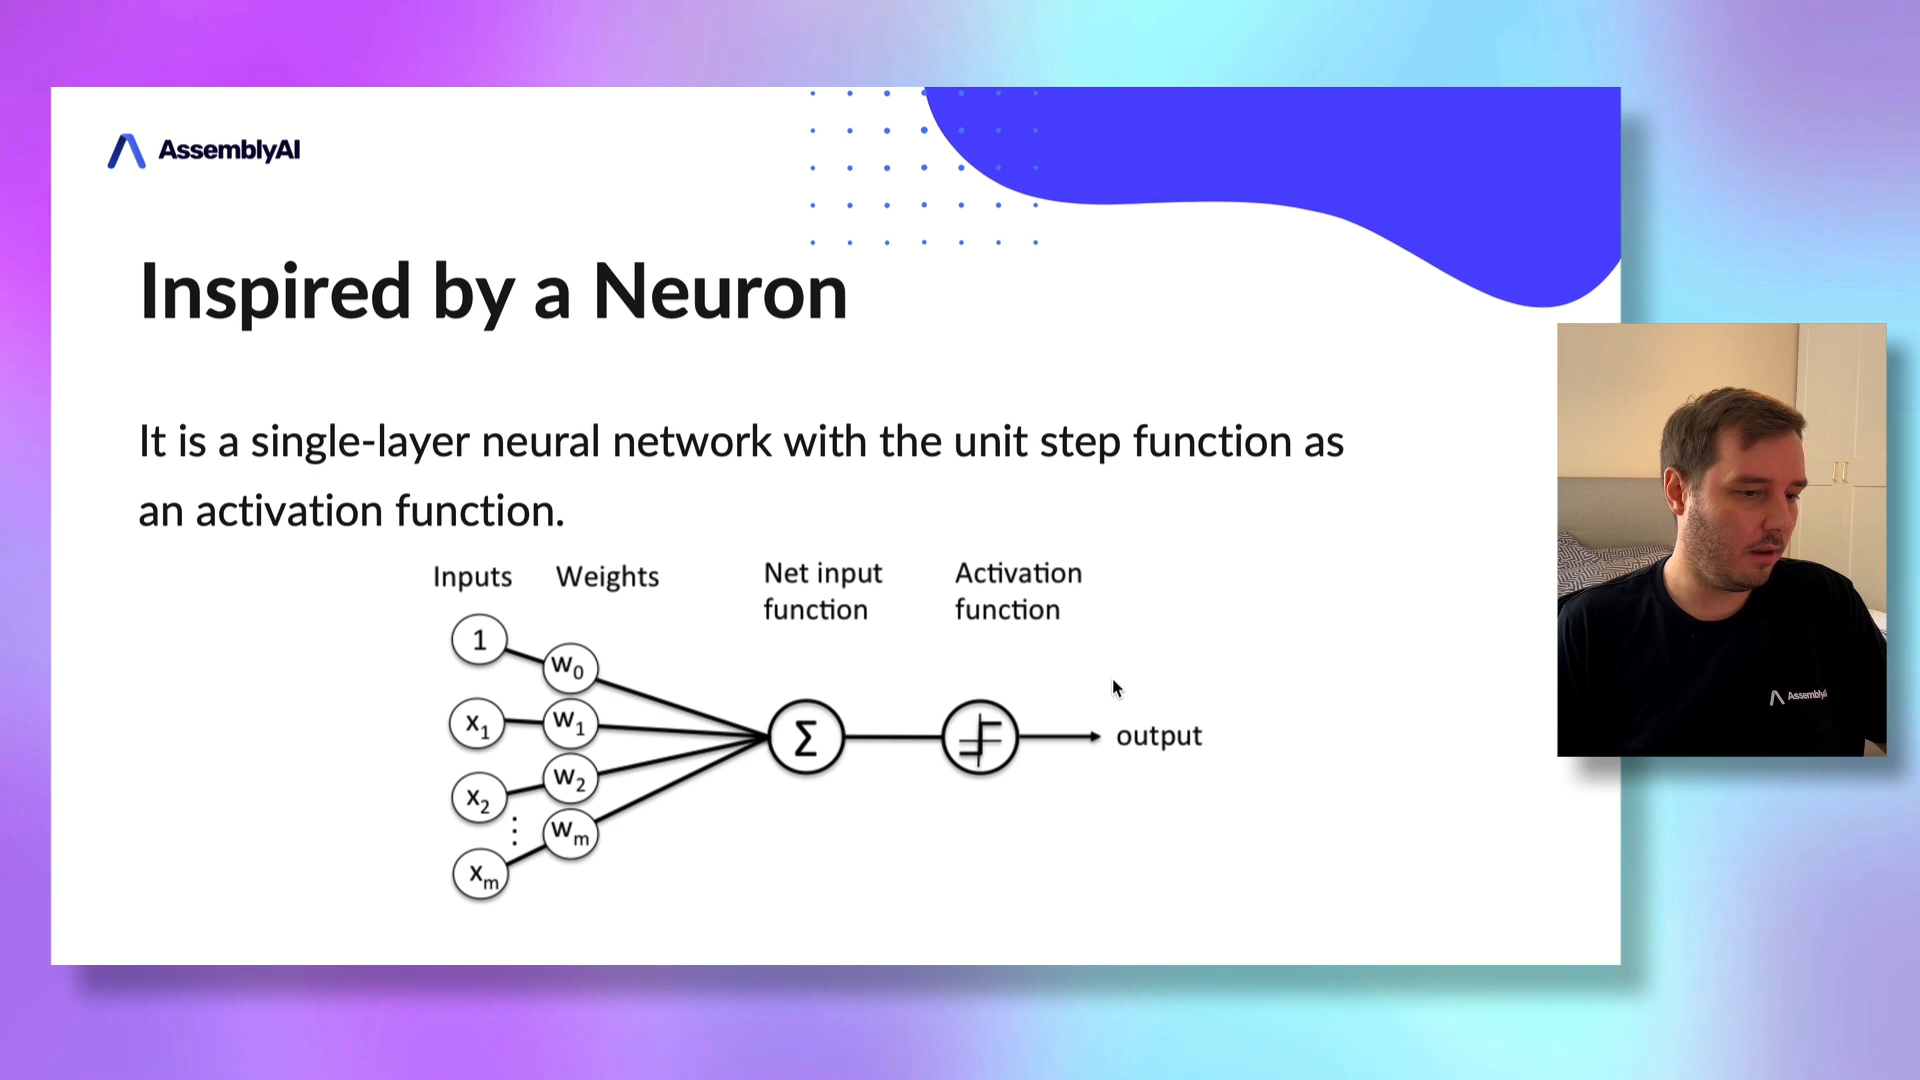 AssemblyAI
Inspired by a Neuron
It is a single-layer neural network with the unit step function as
an activation function.
Inputs Weights Net input function Activation function
1
w0
x1 w1
x2 w2
xm wm
Σ
output
AssemblyAI